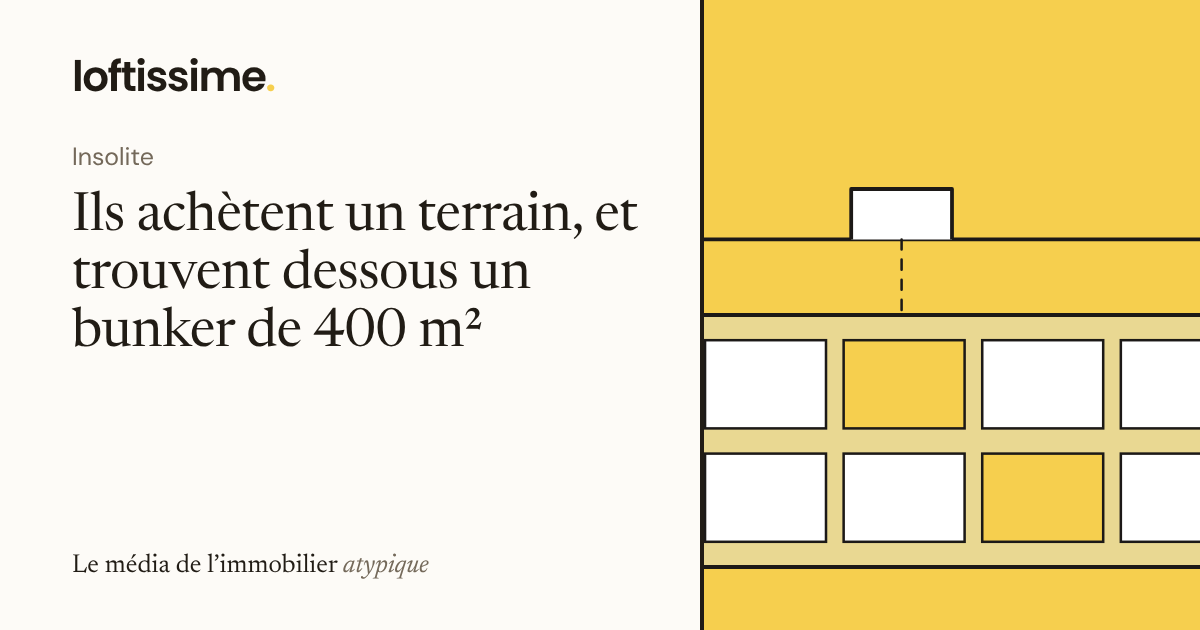 loftissime.
Insolite
Ils achètent un terrain, et
trouvent dessous un
bunker de 400 m²
Le média de l’immobilier atypique